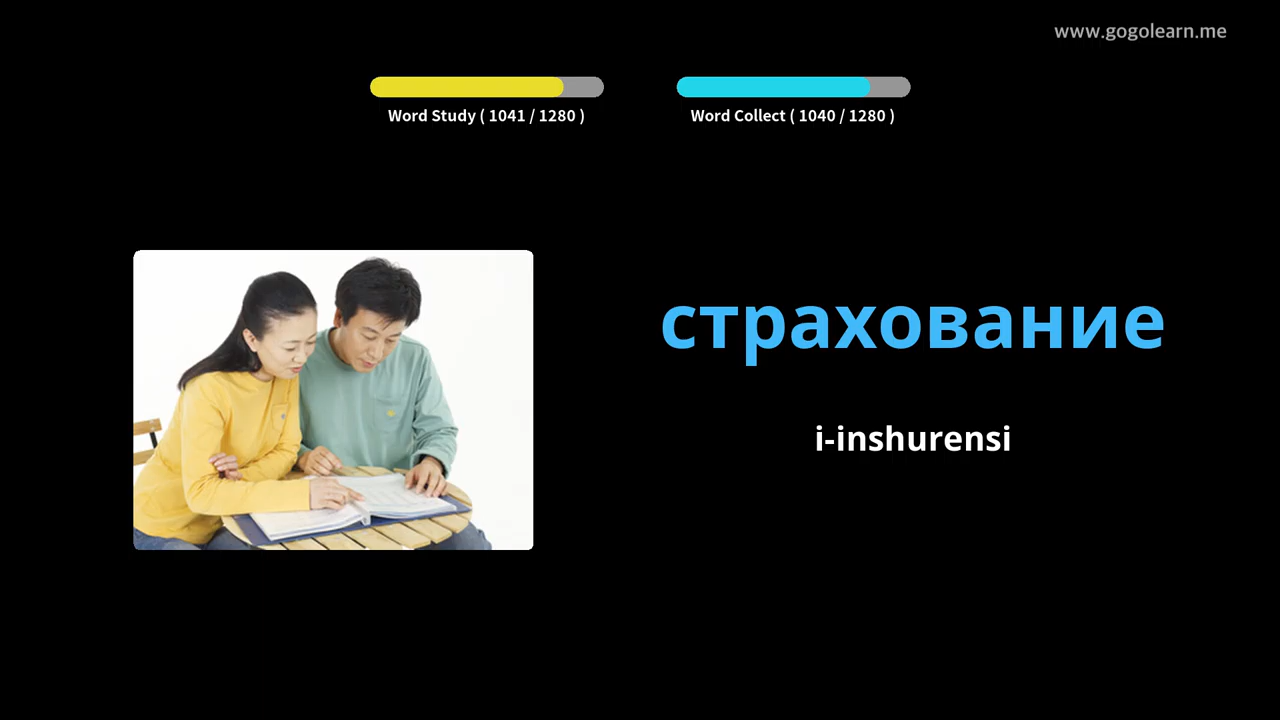 www.gogolearn.me
Word Study ( 1041 / 1280 )
Word Collect ( 1040 / 1280 )
страхование
i-inshurensi